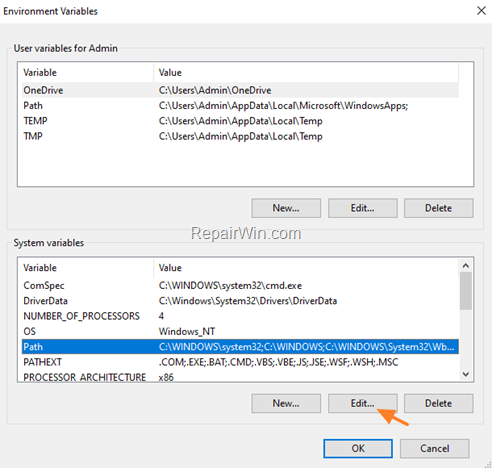 Environment Variables
User variables for Admin
Variable Value
OneDrive C:\Users\Admin\OneDrive
Path C:\Users\Admin\AppData\Local\Microsoft\WindowsApps;
TEMP C:\Users\Admin\AppData\Local\Temp
TMP C:\Users\Admin\AppData\Local\Temp
New... Edit... Delete
RepairWin.com
System variables
Variable Value
ComSpec C:\WINDOWS\system32\cmd.exe
DriverData C:\Windows\System32\Drivers\DriverData
NUMBER_OF_PROCESSORS 4
OS Windows_NT
Path C:\WINDOWS\system32;C:\WINDOWS;C:\WINDOWS\System32\Wb...
PATHEXT .COM;.EXE;.BAT;.CMD;.VBS;.VBE;.JS;.JSE;.WSF;.WSH;.MSC
PROCESSOR_ARCHITECTURE x86
New... Edit... Delete
OK Cancel